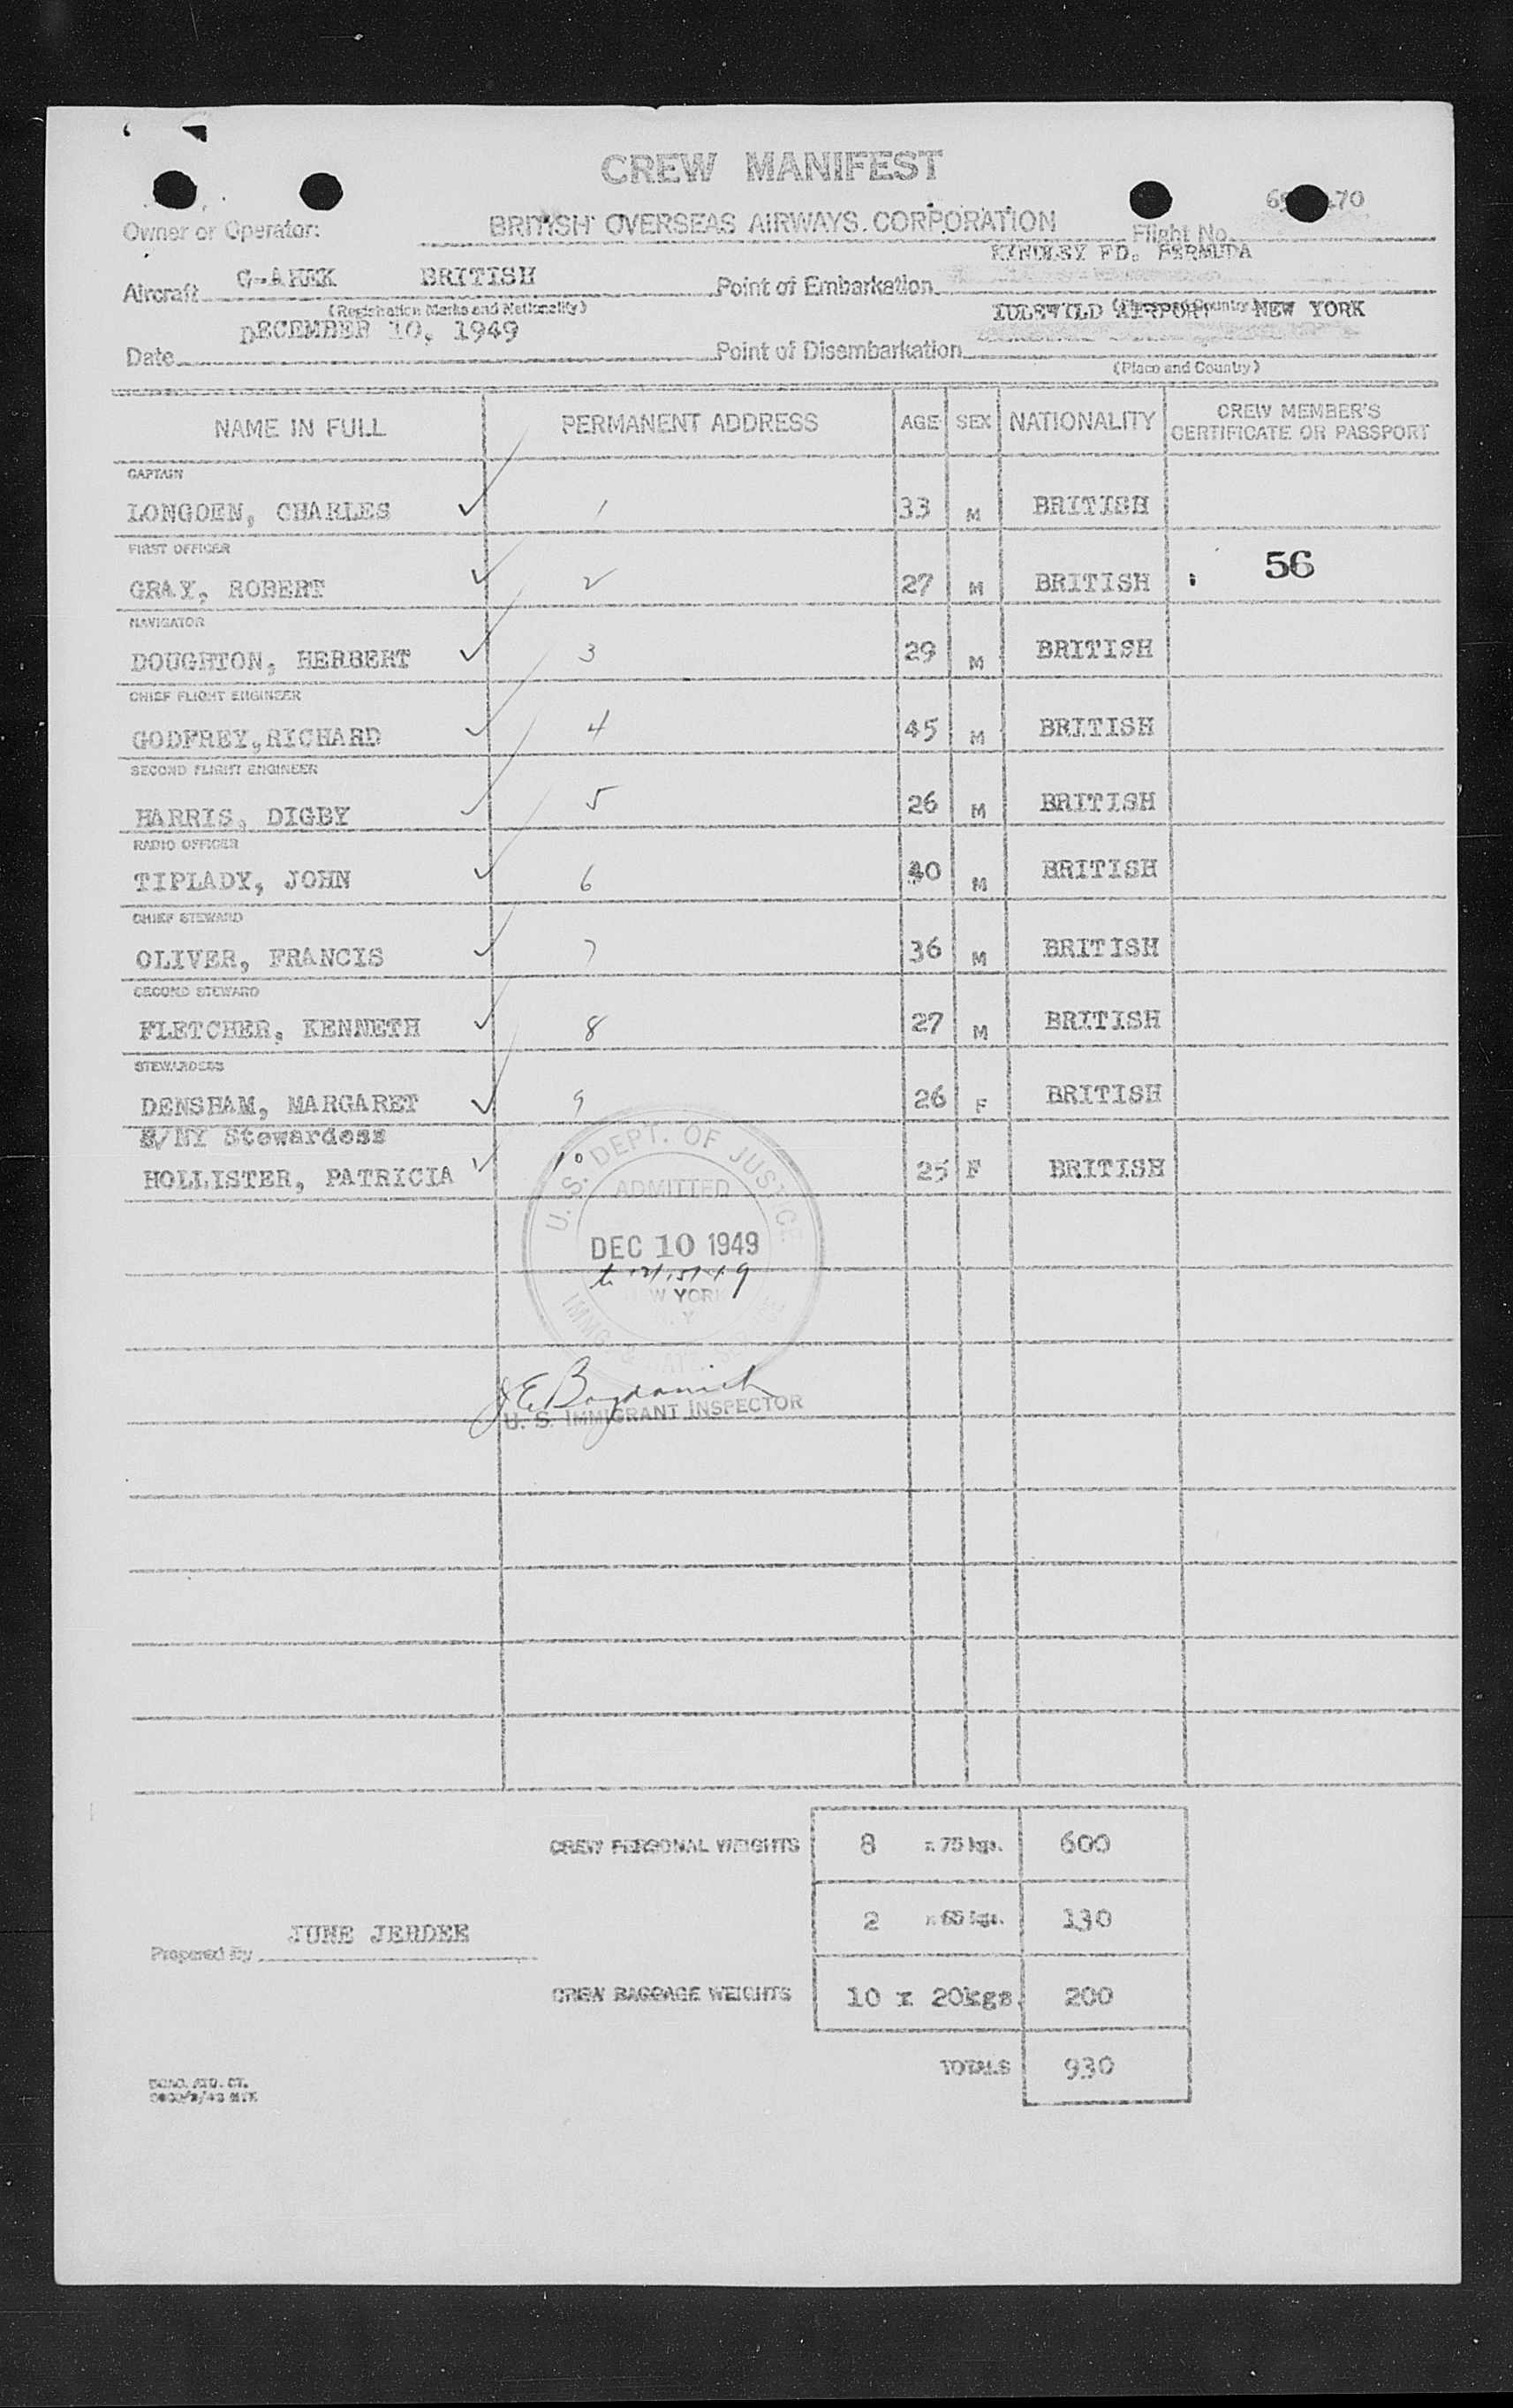 CREW MANIFEST
Owner or Operator: BRITISH OVERSEAS AIRWAYS CORPORATION Flight No.
Aircraft BRITISH Point of Embarkation KINDLEY FD. BERMUDA
(Registration Marks and Nationality) (Place and Country)
Date DECEMBER 10, 1949 Point of Disembarkation IDLEWILD AIRPORT NEW YORK
(Place and Country)
NAME IN FULL PERMANENT ADDRESS AGE SEX NATIONALITY CREW MEMBER'S CERTIFICATE OR PASSPORT
CAPTAIN
LONGDEN, CHARLES ✓ 1 33 M BRITISH
FIRST OFFICER
GRAY, ROBERT ✓ 2 27 M BRITISH 56
NAVIGATOR
DOUGHTON, HERBERT ✓ 3 29 M BRITISH
CHIEF FLIGHT ENGINEER
GODFREY, RICHARD ✓ 4 45 M BRITISH
SECOND FLIGHT ENGINEER
HARRIS, DIGBY ✓ 5 26 M BRITISH
RADIO OFFICER
TIPLADY, JOHN ✓ 6 40 M BRITISH
CHIEF STEWARD
OLIVER, FRANCIS ✓ 7 36 M BRITISH
SECOND STEWARD
FLETCHER, KENNETH ✓ 8 27 M BRITISH
STEWARDESS
DENSHAM, MARGARET ✓ 9 26 F BRITISH
S/NY Stewardess
HOLLISTER, PATRICIA ✓ 10 25 F BRITISH
U. S. DEPT. OF JUSTICE
ADMITTED
DEC 10 1949
NEW YORK
N. Y.
J E Bogdanich
U. S. IMMIGRANT INSPECTOR
CREW PERSONAL WEIGHTS 8 x 75 kgs. 600
2 x 65 kgs. 130
Prepared By JUNE JERDEE
CREW BAGGAGE WEIGHTS 10 x 20kgs. 200
TOTALS 930